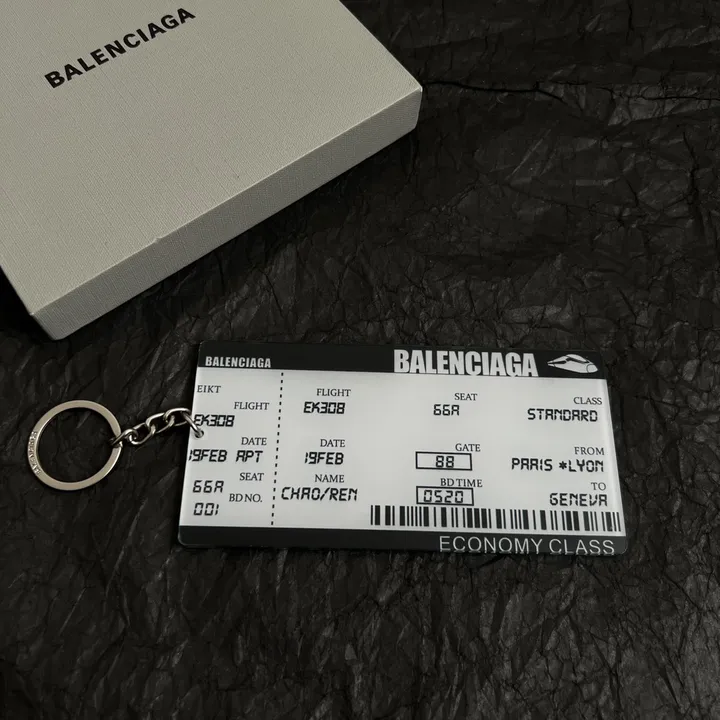 BALENCIAGA
BALENCIAGA BALENCIAGA
EIKT
FLIGHT
EK308
DATE
19FEB APT
SEAT
66A
BD NO.
001
FLIGHT SEAT CLASS
EK308 66A STANDARD
DATE GATE FROM
19FEB 88 PARIS *LYON
NAME BD TIME TO
CHAO/REN 0520 GENEVA
ECONOMY CLASS